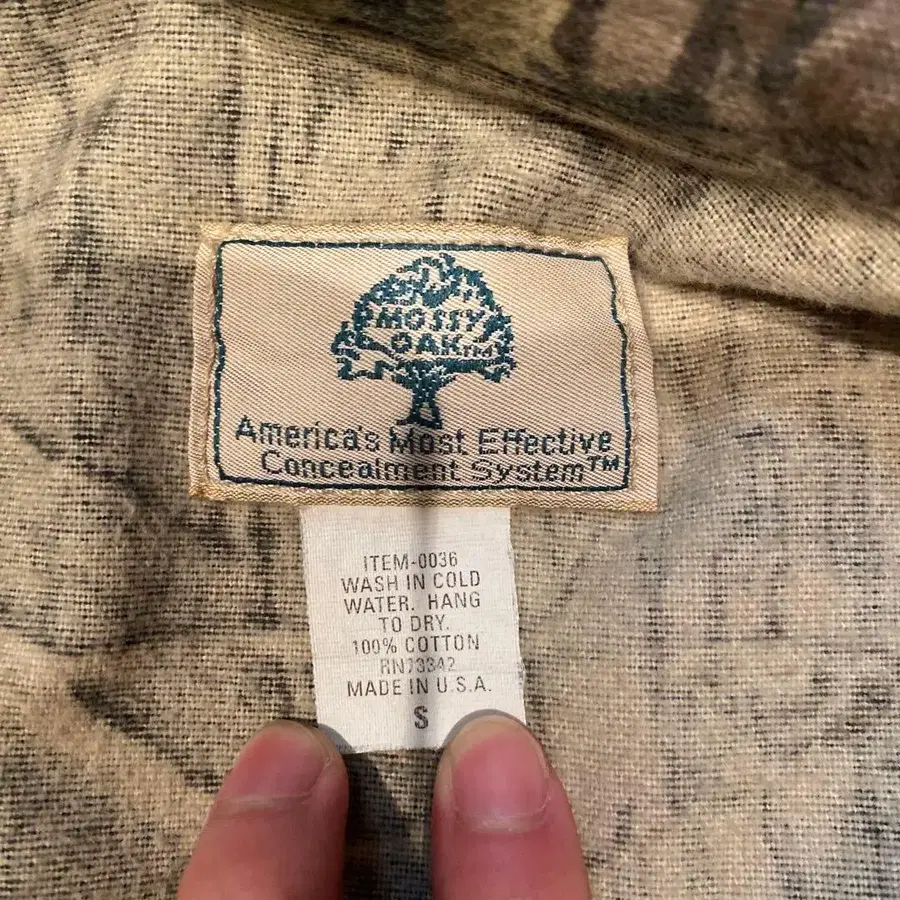 MOSSY
OAK™
America's Most Effective
Concealment System™
ITEM-0036
WASH IN COLD
WATER. HANG
TO DRY.
100% COTTON
RN73342
MADE IN U.S.A.
S